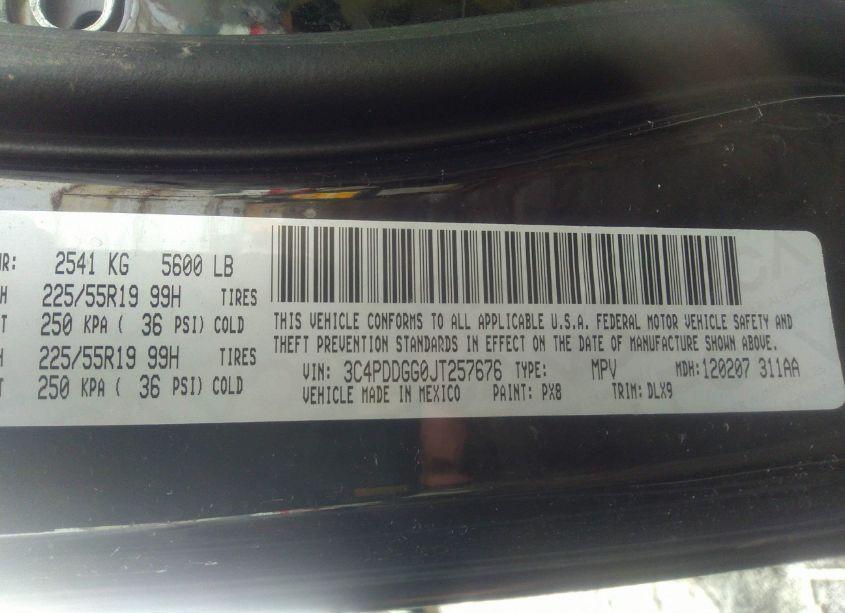 2541 KG 5600 LB
225/55R19 99H TIRES
250 KPA ( 36 PSI) COLD
225/55R19 99H TIRES
250 KPA ( 36 PSI) COLD
THIS VEHICLE CONFORMS TO ALL APPLICABLE U.S.A. FEDERAL MOTOR VEHICLE SAFETY AND
THEFT PREVENTION STANDARDS IN EFFECT ON THE DATE OF MANUFACTURE SHOWN ABOVE.
VIN: 3C4PDDGG0JT257676 TYPE: MPV MDH: 120207 311AA
VEHICLE MADE IN MEXICO PAINT: PX8 TRIM: DLX9